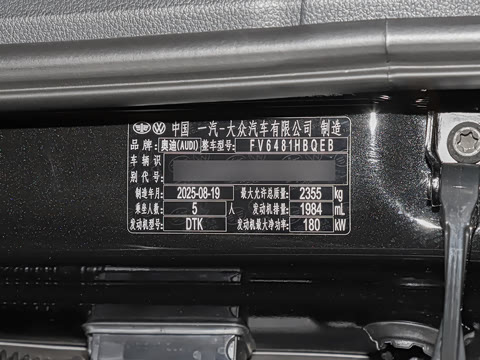 中国 一汽-大众汽车有限公司 制造
品牌: 奥迪(AUDI) 整车型号: FV6481HBQEB
车辆识
别代号:
制造年月 2025-08-19 最大允许总质量: 2355 kg
乘坐人数: 5 人 发动机排量: 1984 mL
发动机型号: DTK 发动机最大净功率: 180 kW